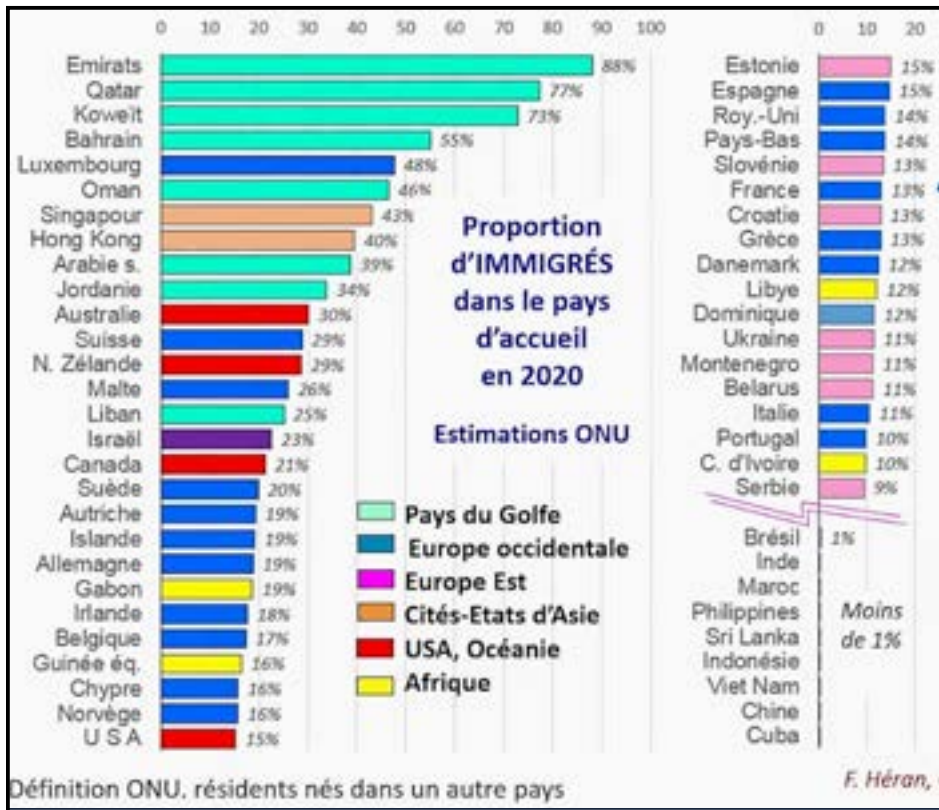 0 10 20 30 40 50 60 70 80 90 100
Emirats 88%
Qatar 77%
Koweït 73%
Bahrain 55%
Luxembourg 48%
Oman 46%
Singapour 43%
Hong Kong 40%
Arabie s. 39%
Jordanie 34%
Australie 30%
Suisse 29%
N. Zélande 29%
Malte 26%
Liban 25%
Israël 23%
Canada 21%
Suède 20%
Autriche 19%
Islande 19%
Allemagne 19%
Gabon 19%
Irlande 18%
Belgique 17%
Guinée éq. 16%
Chypre 16%
Norvège 16%
U S A 15%
Proportion
d'IMMIGRÉS
dans le pays
d'accueil
en 2020
Estimations ONU
Pays du Golfe
Europe occidentale
Europe Est
Cités-Etats d'Asie
USA, Océanie
Afrique
0 10 20
Estonie 15%
Espagne 15%
Roy.-Uni 14%
Pays-Bas 14%
Slovénie 13%
France 13%
Croatie 13%
Grèce 13%
Danemark 12%
Libye 12%
Dominique 12%
Ukraine 11%
Montenegro 11%
Belarus 11%
Italie 11%
Portugal 10%
C. d'Ivoire 10%
Serbie 9%
Brésil 1%
Inde
Maroc
Philippines
Sri Lanka
Indonésie
Viet Nam
Chine
Cuba
Moins
de 1%
Définition ONU. résidents nés dans un autre pays
F. Héran,